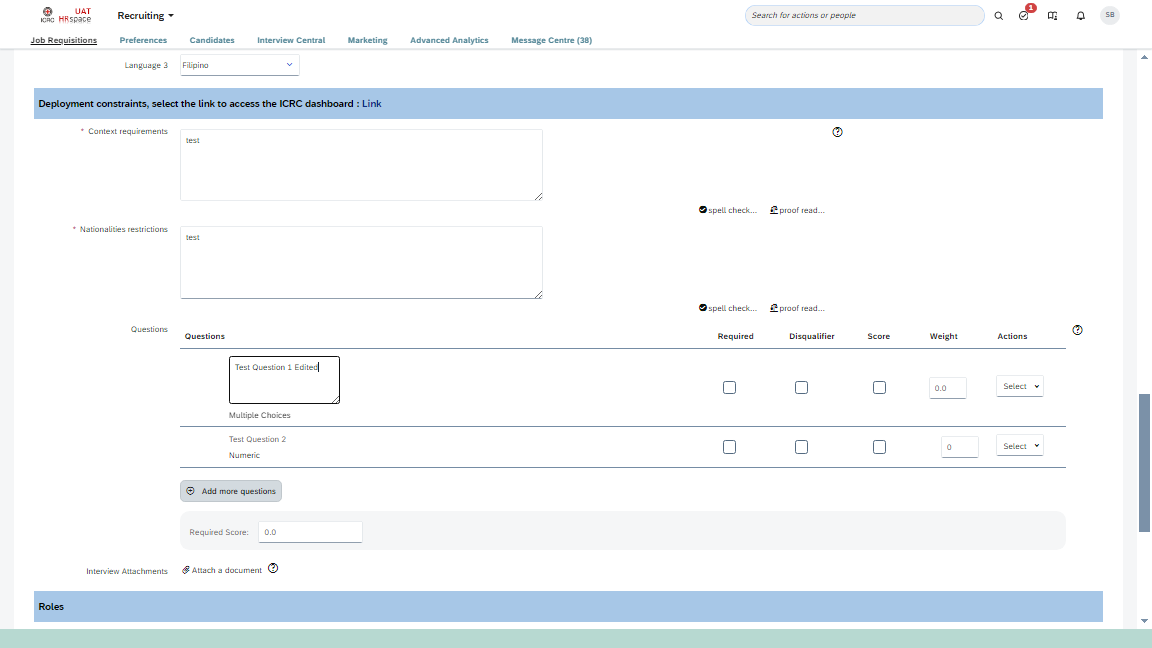 ICRC UAT HRspace
Recruiting
Search for actions or people
1
SB
Job Requisitions Preferences Candidates Interview Central Marketing Advanced Analytics Message Centre (38)
Language 3 Filipino
Deployment constraints, select the link to access the ICRC dashboard : Link
* Context requirements test
spell check... proof read...
* Nationalities restrictions test
spell check... proof read...
Questions
Questions Required Disqualifier Score Weight Actions
Test Question 1 Edited
0.0 Select
Multiple Choices
Test Question 2
0 Select
Numeric
Add more questions
Required Score: 0.0
Interview Attachments Attach a document
Roles